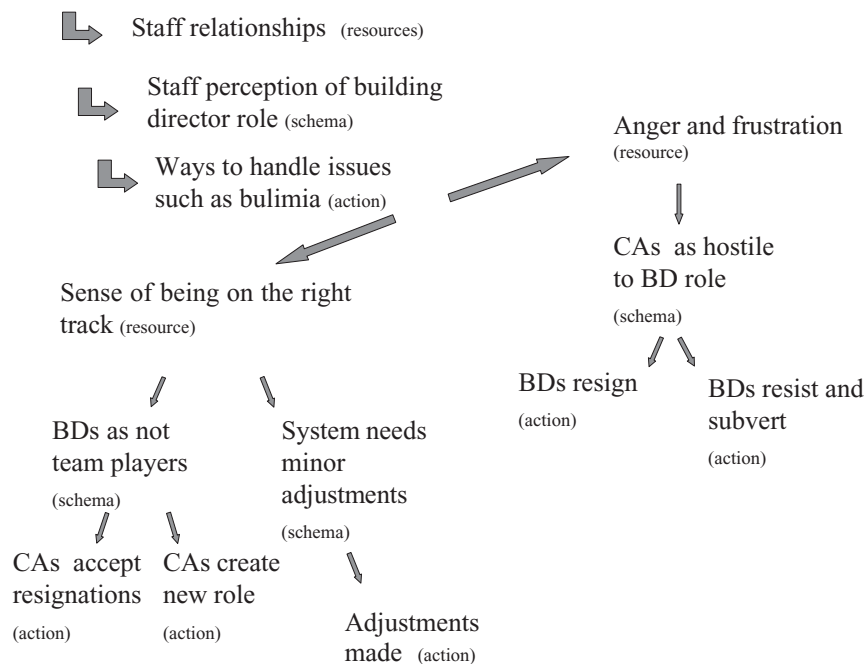 Staff relationships (resources)
Staff perception of building
director role (schema)
Ways to handle issues
such as bulimia (action)
Anger and frustration
(resource)
CAs as hostile
to BD role
(schema)
Sense of being on the right
track (resource)
BDs resign
(action)
BDs resist and
subvert
(action)
BDs as not
team players
(schema)
System needs
minor
adjustments
(schema)
CAs accept
resignations
(action)
CAs create
new role
(action)
Adjustments
made (action)